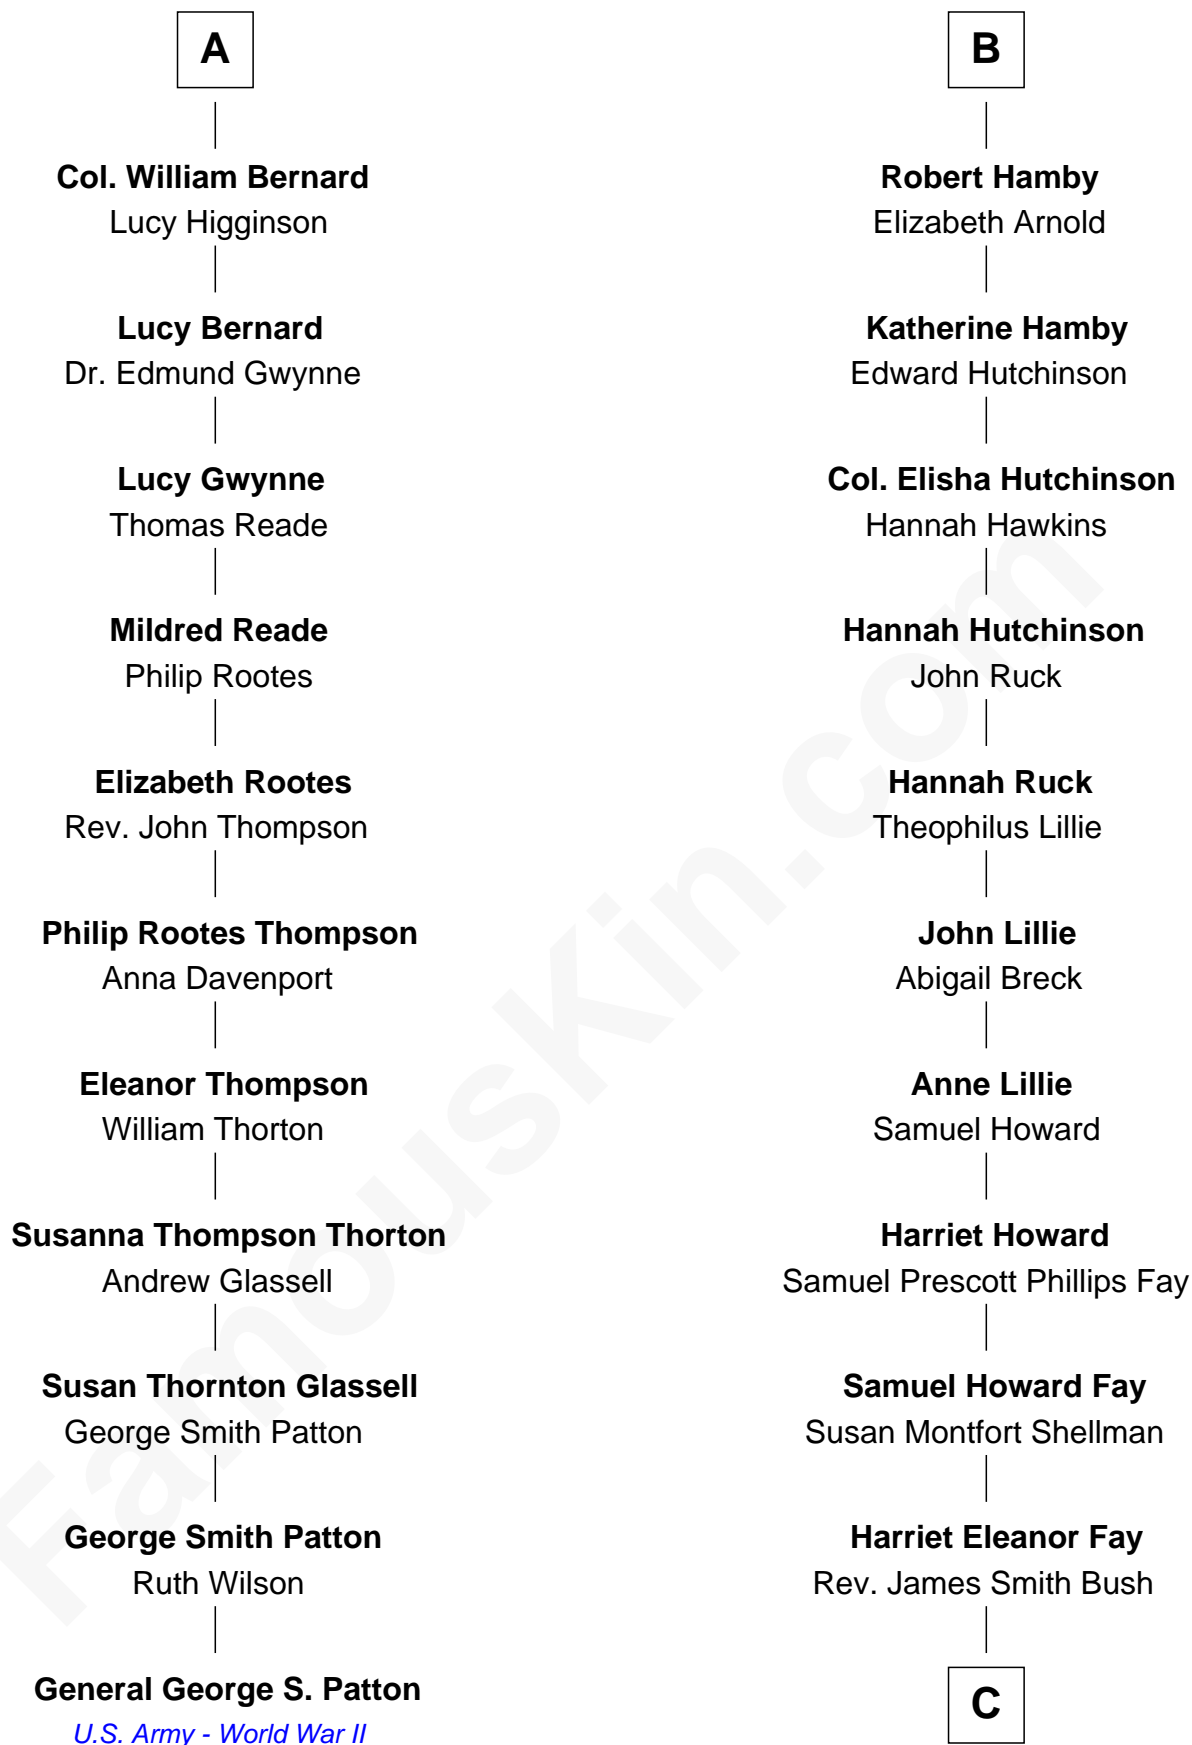 A
Col. William Bernard
Lucy Higginson
Lucy Bernard
Dr. Edmund Gwynne
Lucy Gwynne
Thomas Reade
Mildred Reade
Philip Rootes
Elizabeth Rootes
Rev. John Thompson
Philip Rootes Thompson
Anna Davenport
Eleanor Thompson
William Thorton
Susanna Thompson Thorton
Andrew Glassell
Susan Thornton Glassell
George Smith Patton
George Smith Patton
Ruth Wilson
General George S. Patton
U.S. Army - World War II
B
Robert Hamby
Elizabeth Arnold
Katherine Hamby
Edward Hutchinson
Col. Elisha Hutchinson
Hannah Hawkins
Hannah Hutchinson
John Ruck
Hannah Ruck
Theophilus Lillie
John Lillie
Abigail Breck
Anne Lillie
Samuel Howard
Harriet Howard
Samuel Prescott Phillips Fay
Samuel Howard Fay
Susan Montfort Shellman
Harriet Eleanor Fay
Rev. James Smith Bush
C
FamousKin.com